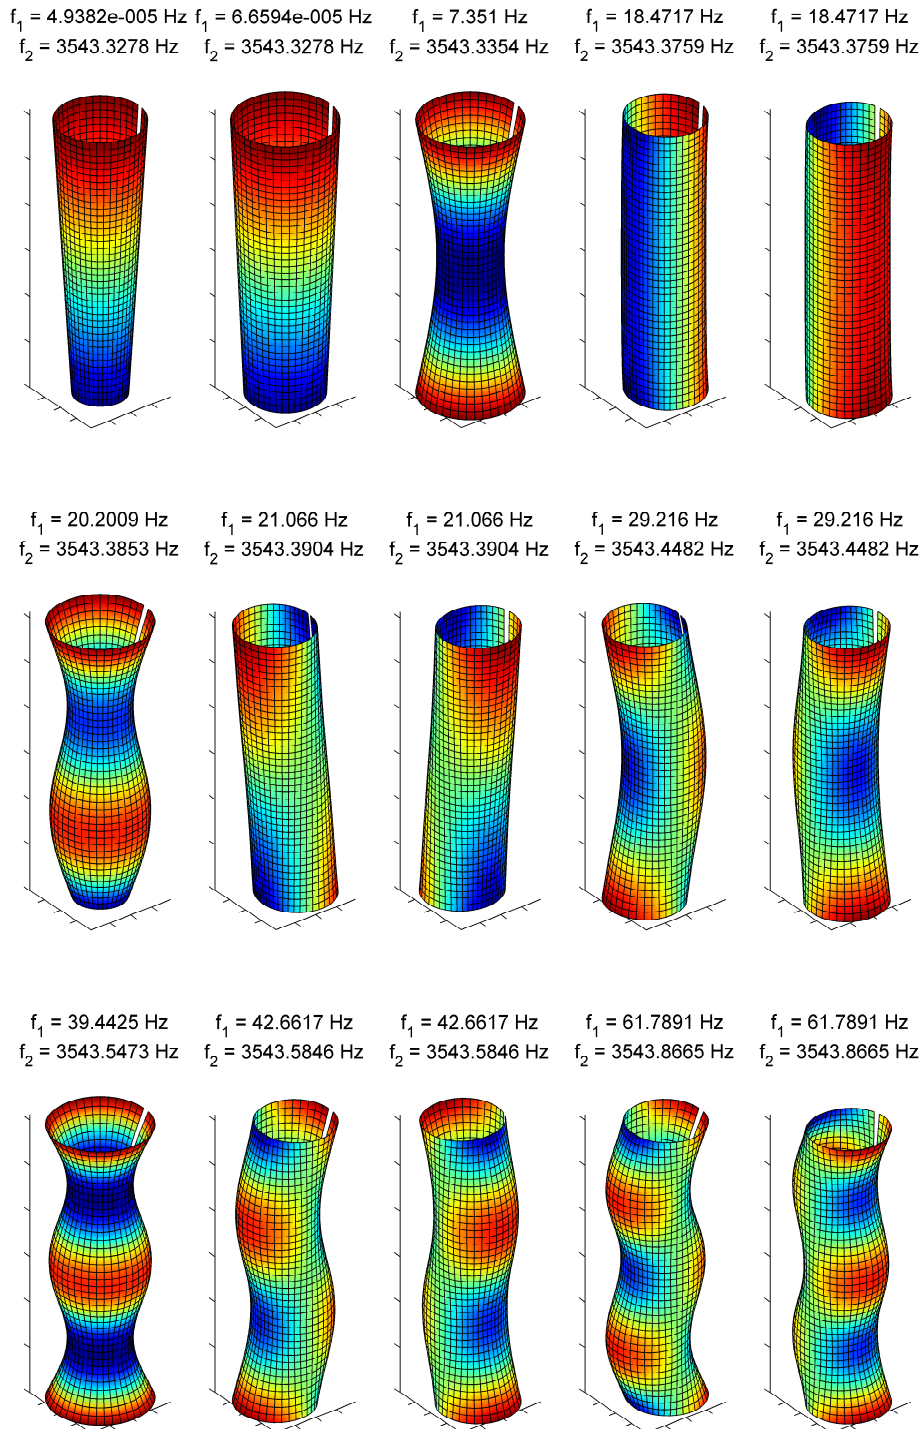 f1 = 4.9382e-005 Hz
f2 = 3543.3278 Hz
f1 = 6.6594e-005 Hz
f2 = 3543.3278 Hz
f1 = 7.351 Hz
f2 = 3543.3354 Hz
f1 = 18.4717 Hz
f2 = 3543.3759 Hz
f1 = 18.4717 Hz
f2 = 3543.3759 Hz
f1 = 20.2009 Hz
f2 = 3543.3853 Hz
f1 = 21.066 Hz
f2 = 3543.3904 Hz
f1 = 21.066 Hz
f2 = 3543.3904 Hz
f1 = 29.216 Hz
f2 = 3543.4482 Hz
f1 = 29.216 Hz
f2 = 3543.4482 Hz
f1 = 39.4425 Hz
f2 = 3543.5473 Hz
f1 = 42.6617 Hz
f2 = 3543.5846 Hz
f1 = 42.6617 Hz
f2 = 3543.5846 Hz
f1 = 61.7891 Hz
f2 = 3543.8665 Hz
f1 = 61.7891 Hz
f2 = 3543.8665 Hz